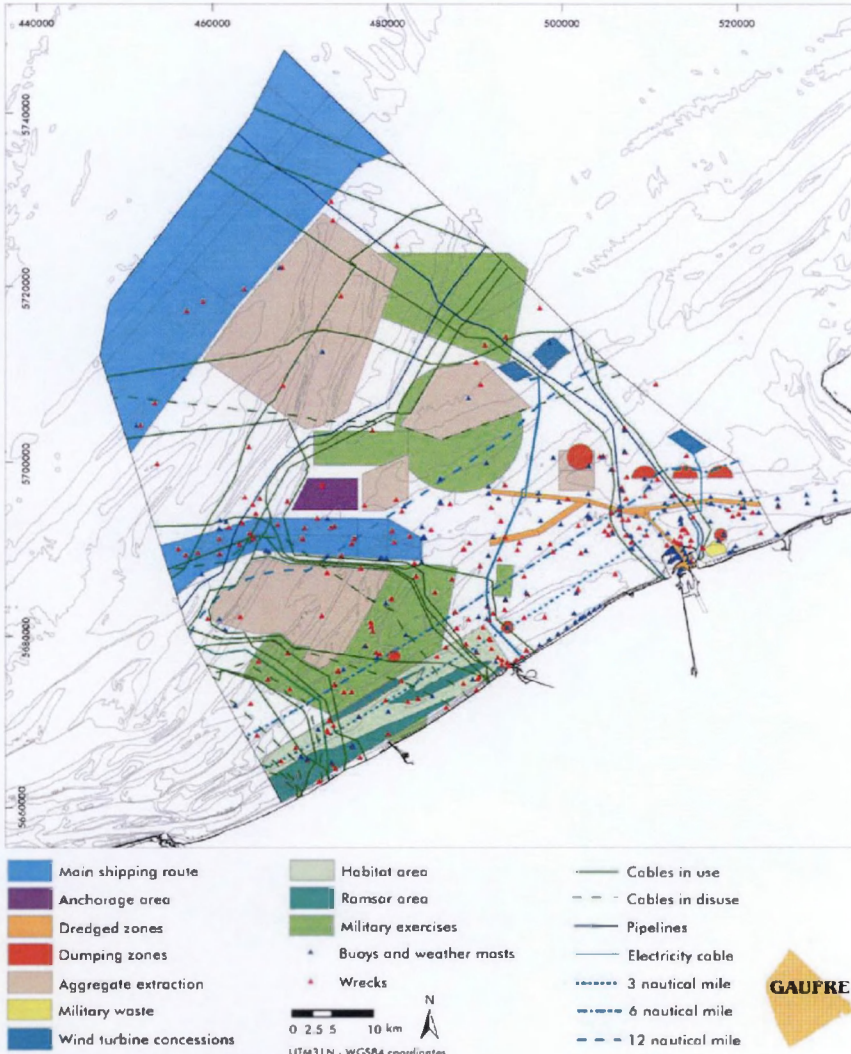 440000 460000 480000 500000 520000
5740000
5720000
5700000
5680000
5660000
Main shipping route
Anchorage area
Dredged zones
Dumping zones
Aggregate extraction
Military waste
Wind turbine concessions
Habitat area
Ramsar area
Military exercises
Buoys and weather masts
Wrecks
N
0 2.5 5 10 km
UTM31N - WGS84 coordinates
Cables in use
Cables in disuse
Pipelines
Electricity cable
3 nautical mile
6 nautical mile
12 nautical mile
GAUFRE